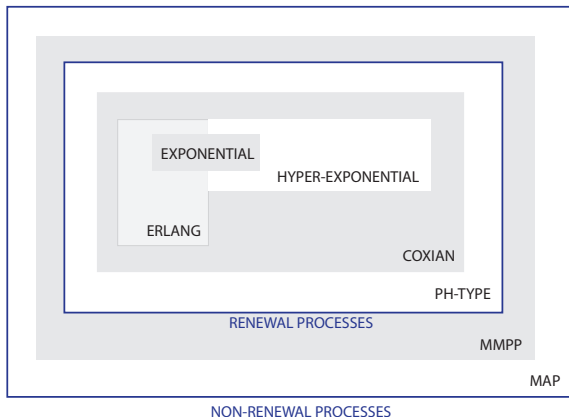 EXPONENTIAL
HYPER-EXPONENTIAL
ERLANG
COXIAN
PH-TYPE
RENEWAL PROCESSES
MMPP
MAP
NON-RENEWAL PROCESSES